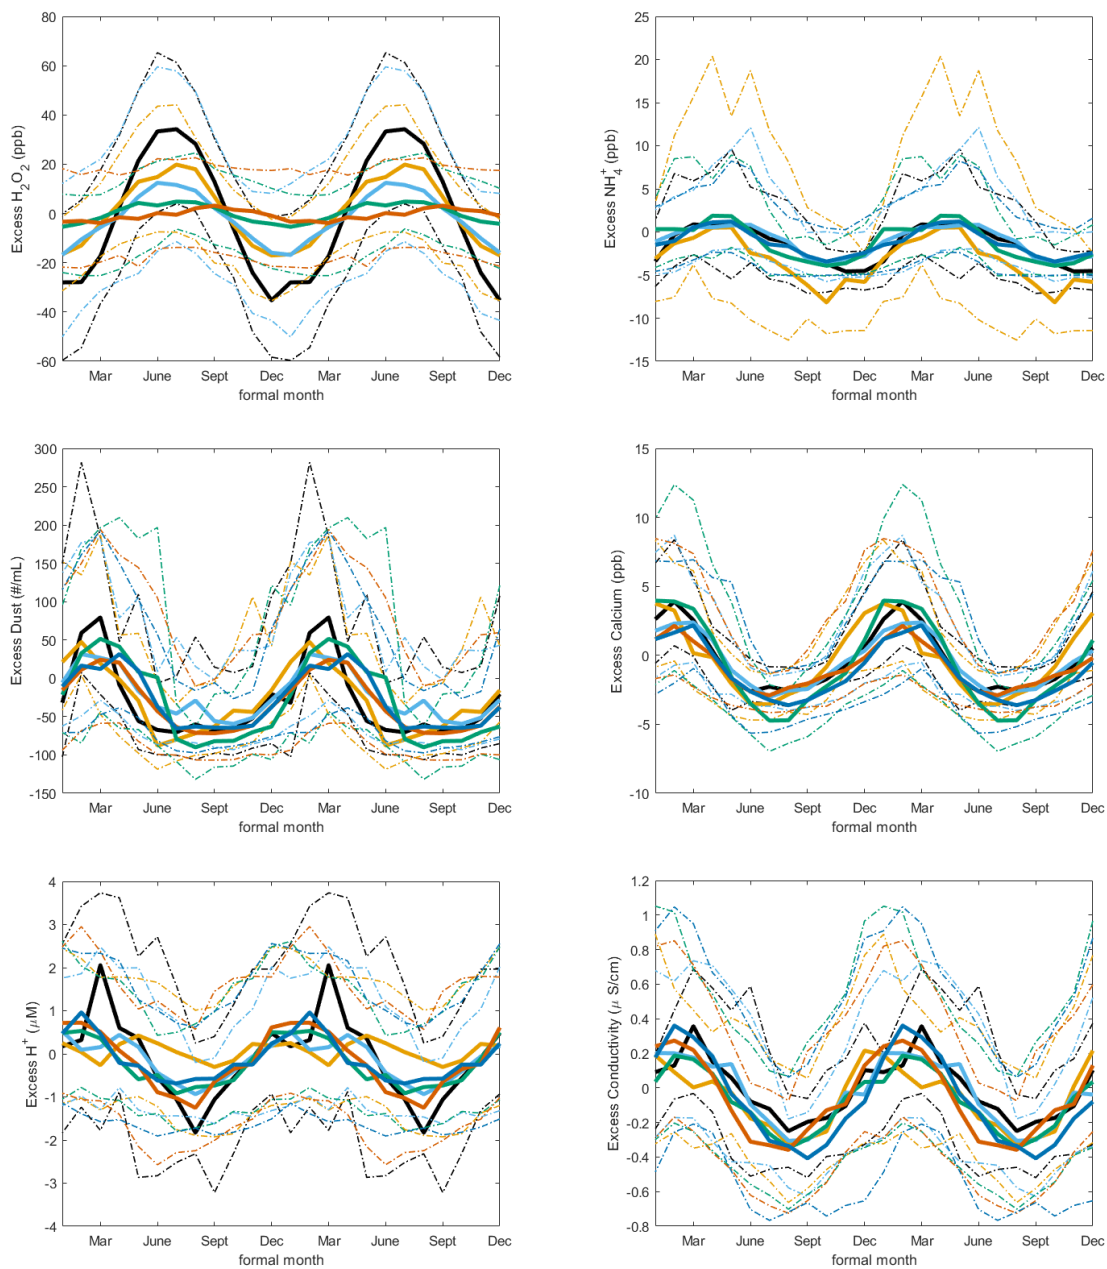 80
60
40
20
0
-20
-40
-60
Mar June Sept Dec Mar June Sept Dec
formal month
Excess H2O2 (ppb)
25
20
15
10
5
0
-5
-10
-15
Mar June Sept Dec Mar June Sept Dec
formal month
Excess NH4+ (ppb)
300
250
200
150
100
50
0
-50
-100
-150
Mar June Sept Dec Mar June Sept Dec
formal month
Excess Dust (#/mL)
15
10
5
0
-5
-10
Mar June Sept Dec Mar June Sept Dec
formal month
Excess Calcium (ppb)
4
3
2
1
0
-1
-2
-3
-4
Mar June Sept Dec Mar June Sept Dec
formal month
Excess H+ (μM)
1.2
1
0.8
0.6
0.4
0.2
0
-0.2
-0.4
-0.6
-0.8
Mar June Sept Dec Mar June Sept Dec
formal month
Excess Conductivity (μ S/cm)